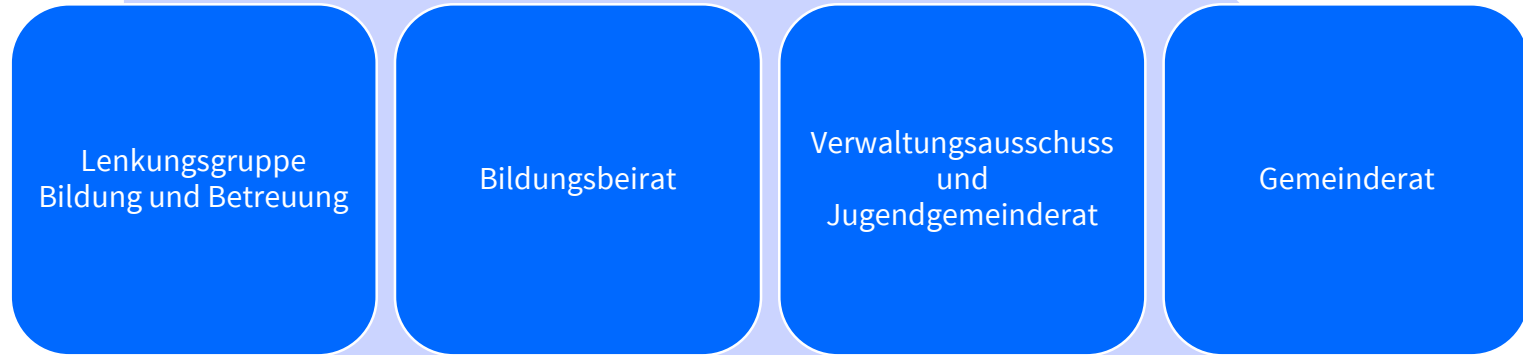 Lenkungsgruppe
Bildung und Betreuung
Bildungsbeirat
Verwaltungsausschuss
und
Jugendgemeinderat
Gemeinderat